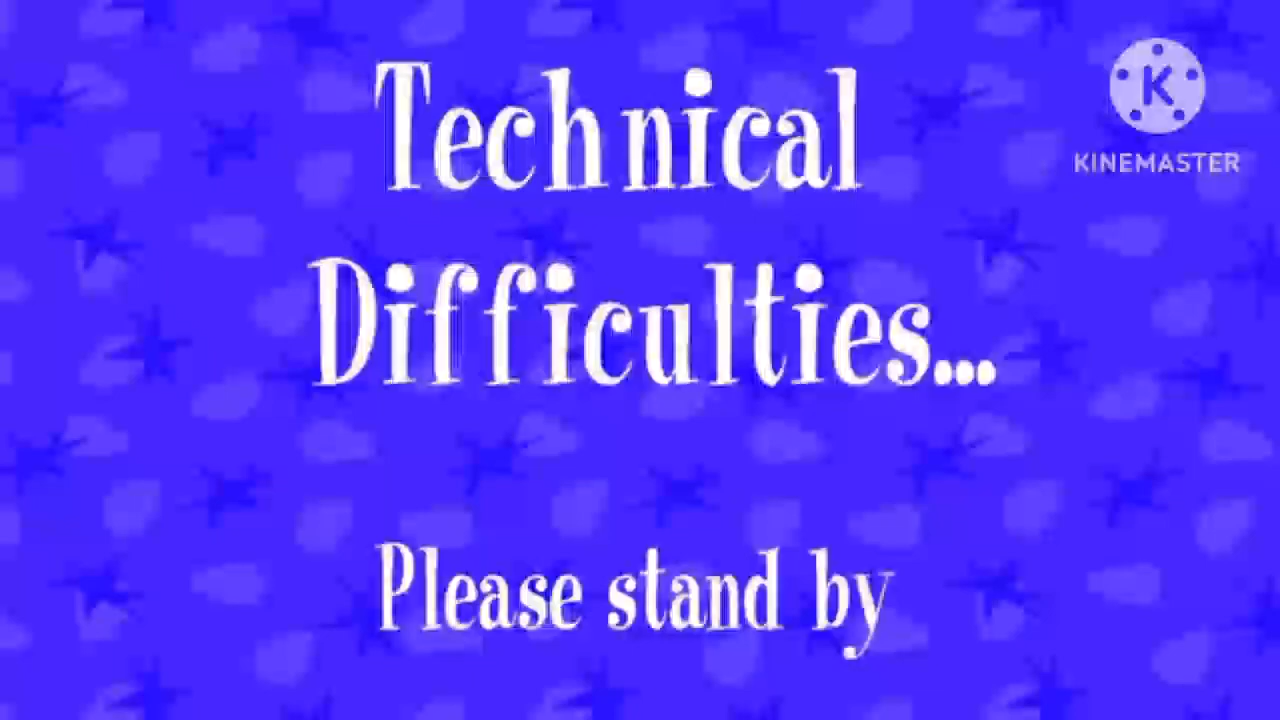 Technical
K
KINEMASTER
Difficulties...
Please stand by